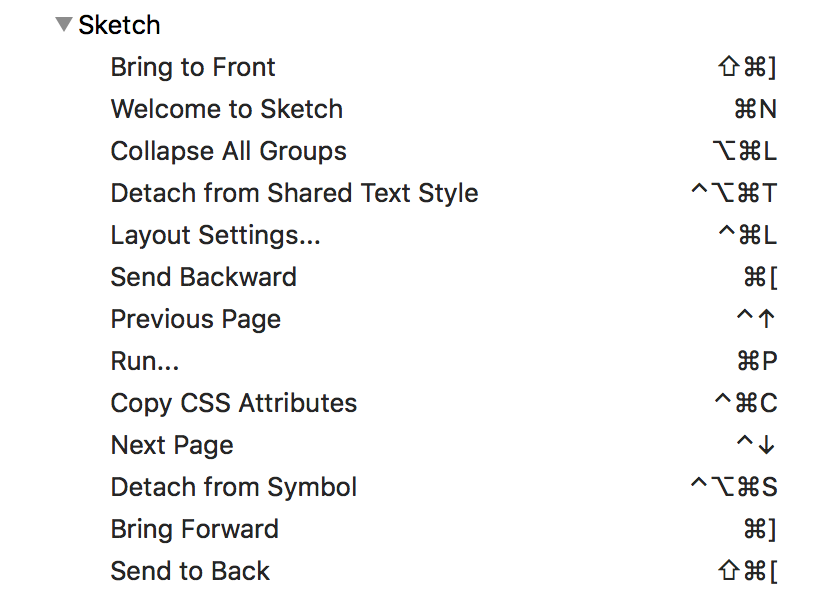 Sketch
Bring to Front ⇧⌘]
Welcome to Sketch ⌘N
Collapse All Groups ⌥⌘L
Detach from Shared Text Style ^⌥⌘T
Layout Settings... ^⌘L
Send Backward ⌘[
Previous Page ^↑
Run... ⌘P
Copy CSS Attributes ^⌘C
Next Page ^↓
Detach from Symbol ^⌥⌘S
Bring Forward ⌘]
Send to Back ⇧⌘[